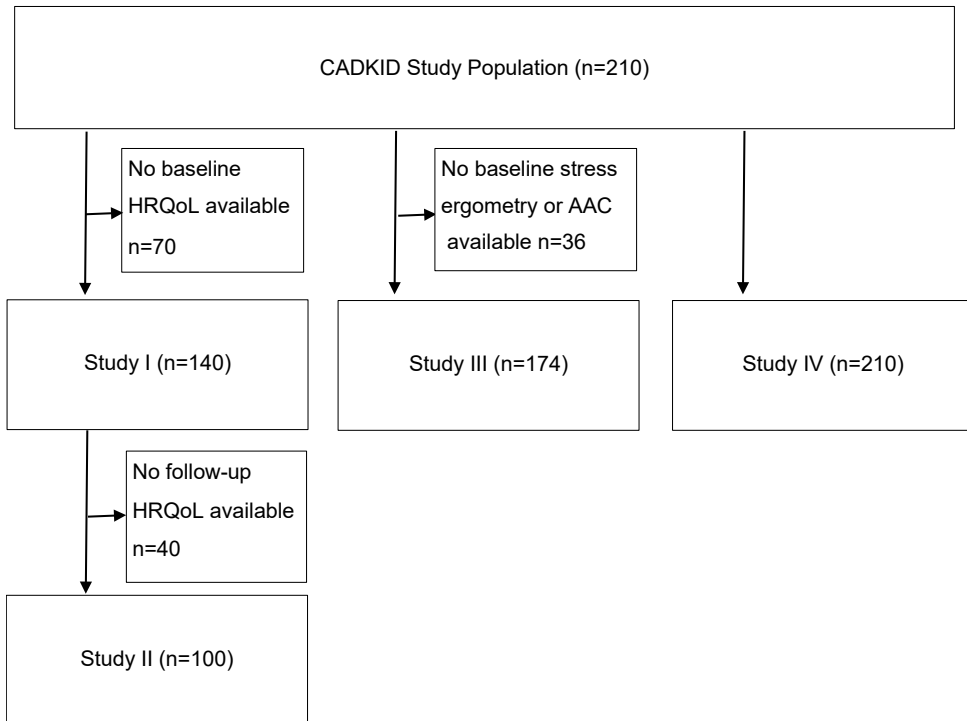 CADKID Study Population (n=210)
No baseline
HRQoL available
n=70
No baseline stress
ergometry or AAC
available n=36
Study I (n=140)
Study III (n=174)
Study IV (n=210)
No follow-up
HRQoL available
n=40
Study II (n=100)